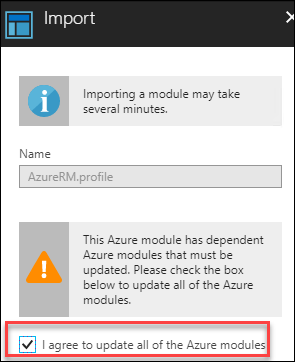 Import
Importing a module may take
several minutes.
Name
AzureRM.profile
This Azure module has dependent
Azure modules that must be
updated. Please check the box
below to update all of the Azure
modules.
I agree to update all of the Azure modules